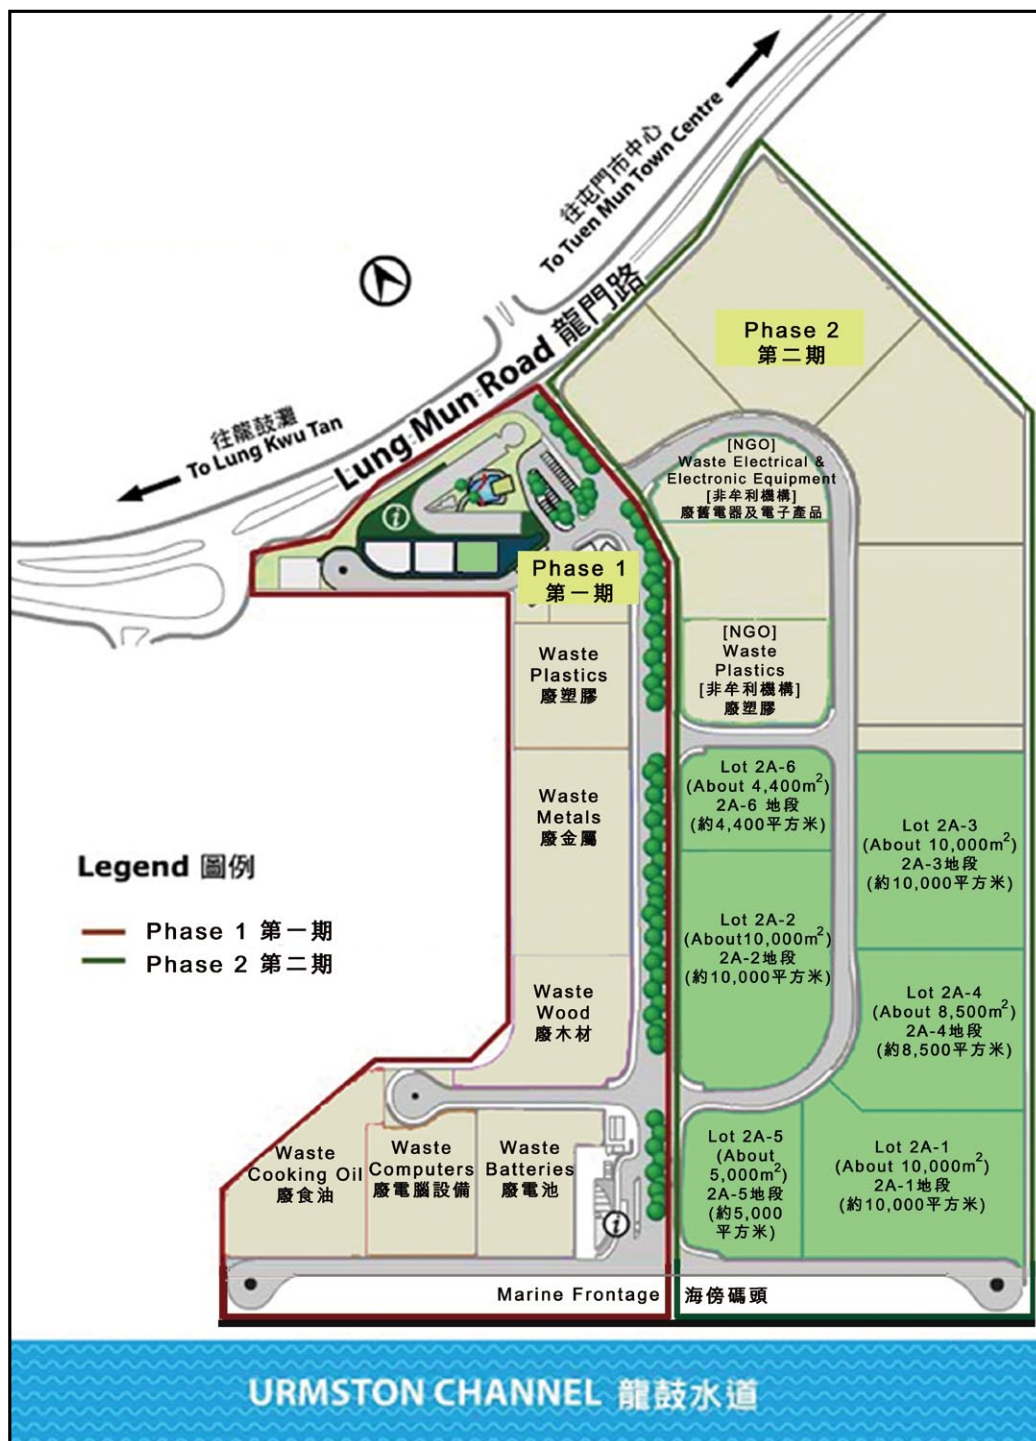 往屯門市中心
To Tuen Mun Town Centre
Lung Mun Road 龍門路
往龍鼓灘
To Lung Kwu Tan
Phase 2
第二期
[NGO]
Waste Electrical &
Electronic Equipment
[非牟利機構]
廢舊電器及電子產品
i
Phase 1
第一期
Waste
Plastics
廢塑膠
[NGO]
Waste
Plastics
[非牟利機構]
廢塑膠
Waste
Metals
廢金屬
Lot 2A-6
(About 4,400m²)
2A-6 地段
(約4,400平方米)
Lot 2A-3
(About 10,000m²)
2A-3地段
(約10,000平方米)
Legend 圖例
Phase 1 第一期
Phase 2 第二期
Lot 2A-2
(About10,000m²)
2A-2地段
(約10,000平方米)
Waste
Wood
廢木材
Lot 2A-4
(About 8,500m²)
2A-4地段
(約8,500平方米)
Waste
Cooking Oil
廢食油
Waste
Computers
廢電腦設備
Waste
Batteries
廢電池
i
Lot 2A-5
(About
5,000m²)
2A-5地段
(約5,000
平方米)
Lot 2A-1
(About 10,000m²)
2A-1地段
(約10,000平方米)
Marine Frontage 海傍碼頭
URMSTON CHANNEL 龍鼓水道